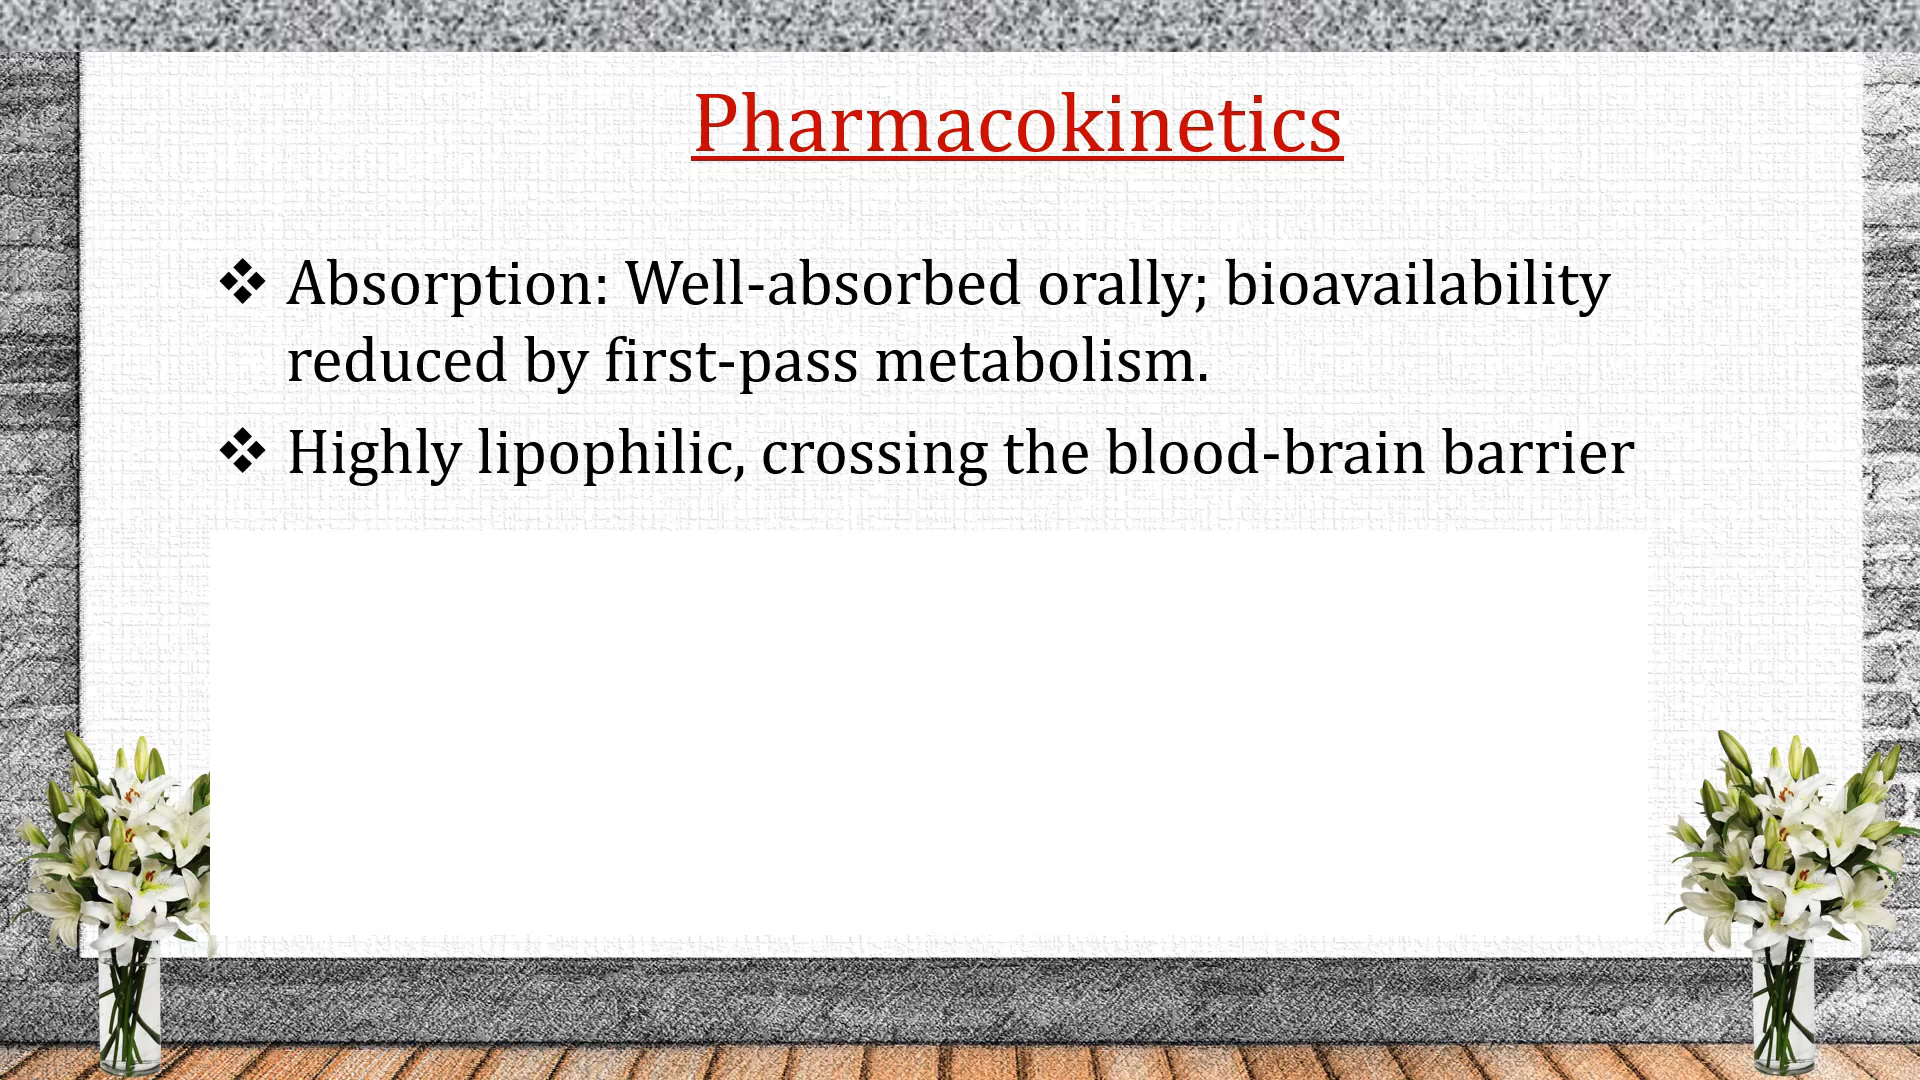 Pharmacokinetics
❖ Absorption: Well-absorbed orally; bioavailability
reduced by first-pass metabolism.
❖ Highly lipophilic, crossing the blood-brain barrier